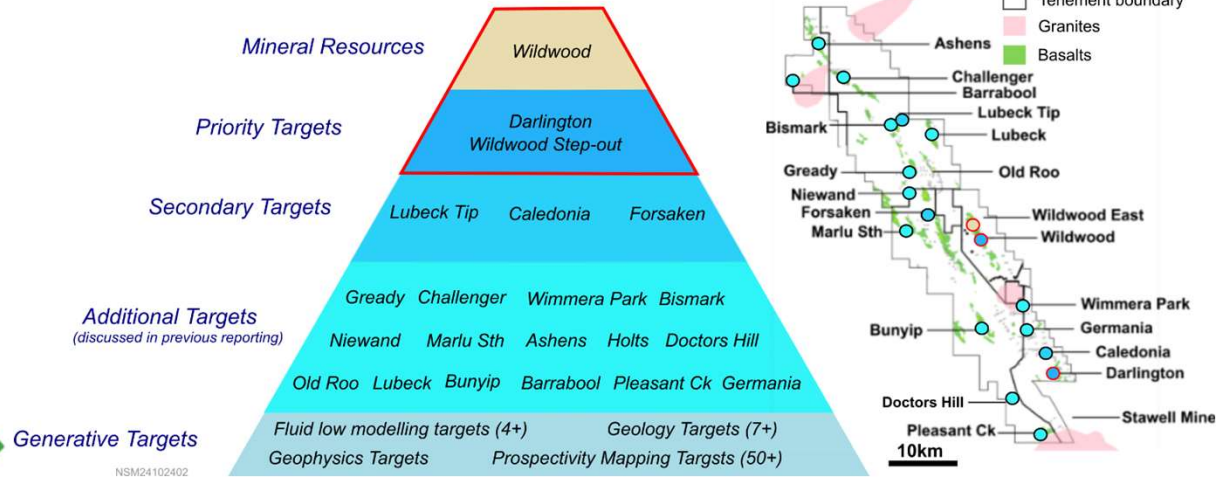 Mineral Resources
Wildwood
Priority Targets
Darlington
Wildwood Step-out
Secondary Targets
Lubeck Tip Caledonia Forsaken
Additional Targets
(discussed in previous reporting)
Gready Challenger Wimmera Park Bismark
Niewand Marlu Sth Ashens Holts Doctors Hill
Old Roo Lubeck Bunyip Barrabool Pleasant Ck Germania
Generative Targets
Fluid low modelling targets (4+) Geology Targets (7+)
Geophysics Targets Prospectivity Mapping Targsts (50+)
NSM24102402
Tenement boundary
Granites
Basalts
Ashens
Challenger
Barrabool
Lubeck Tip
Bismark
Lubeck
Gready
Old Roo
Niewand
Forsaken
Wildwood East
Marlu Sth
Wildwood
Wimmera Park
Bunyip
Germania
Caledonia
Darlington
Doctors Hill
Stawell Mine
Pleasant Ck
10km